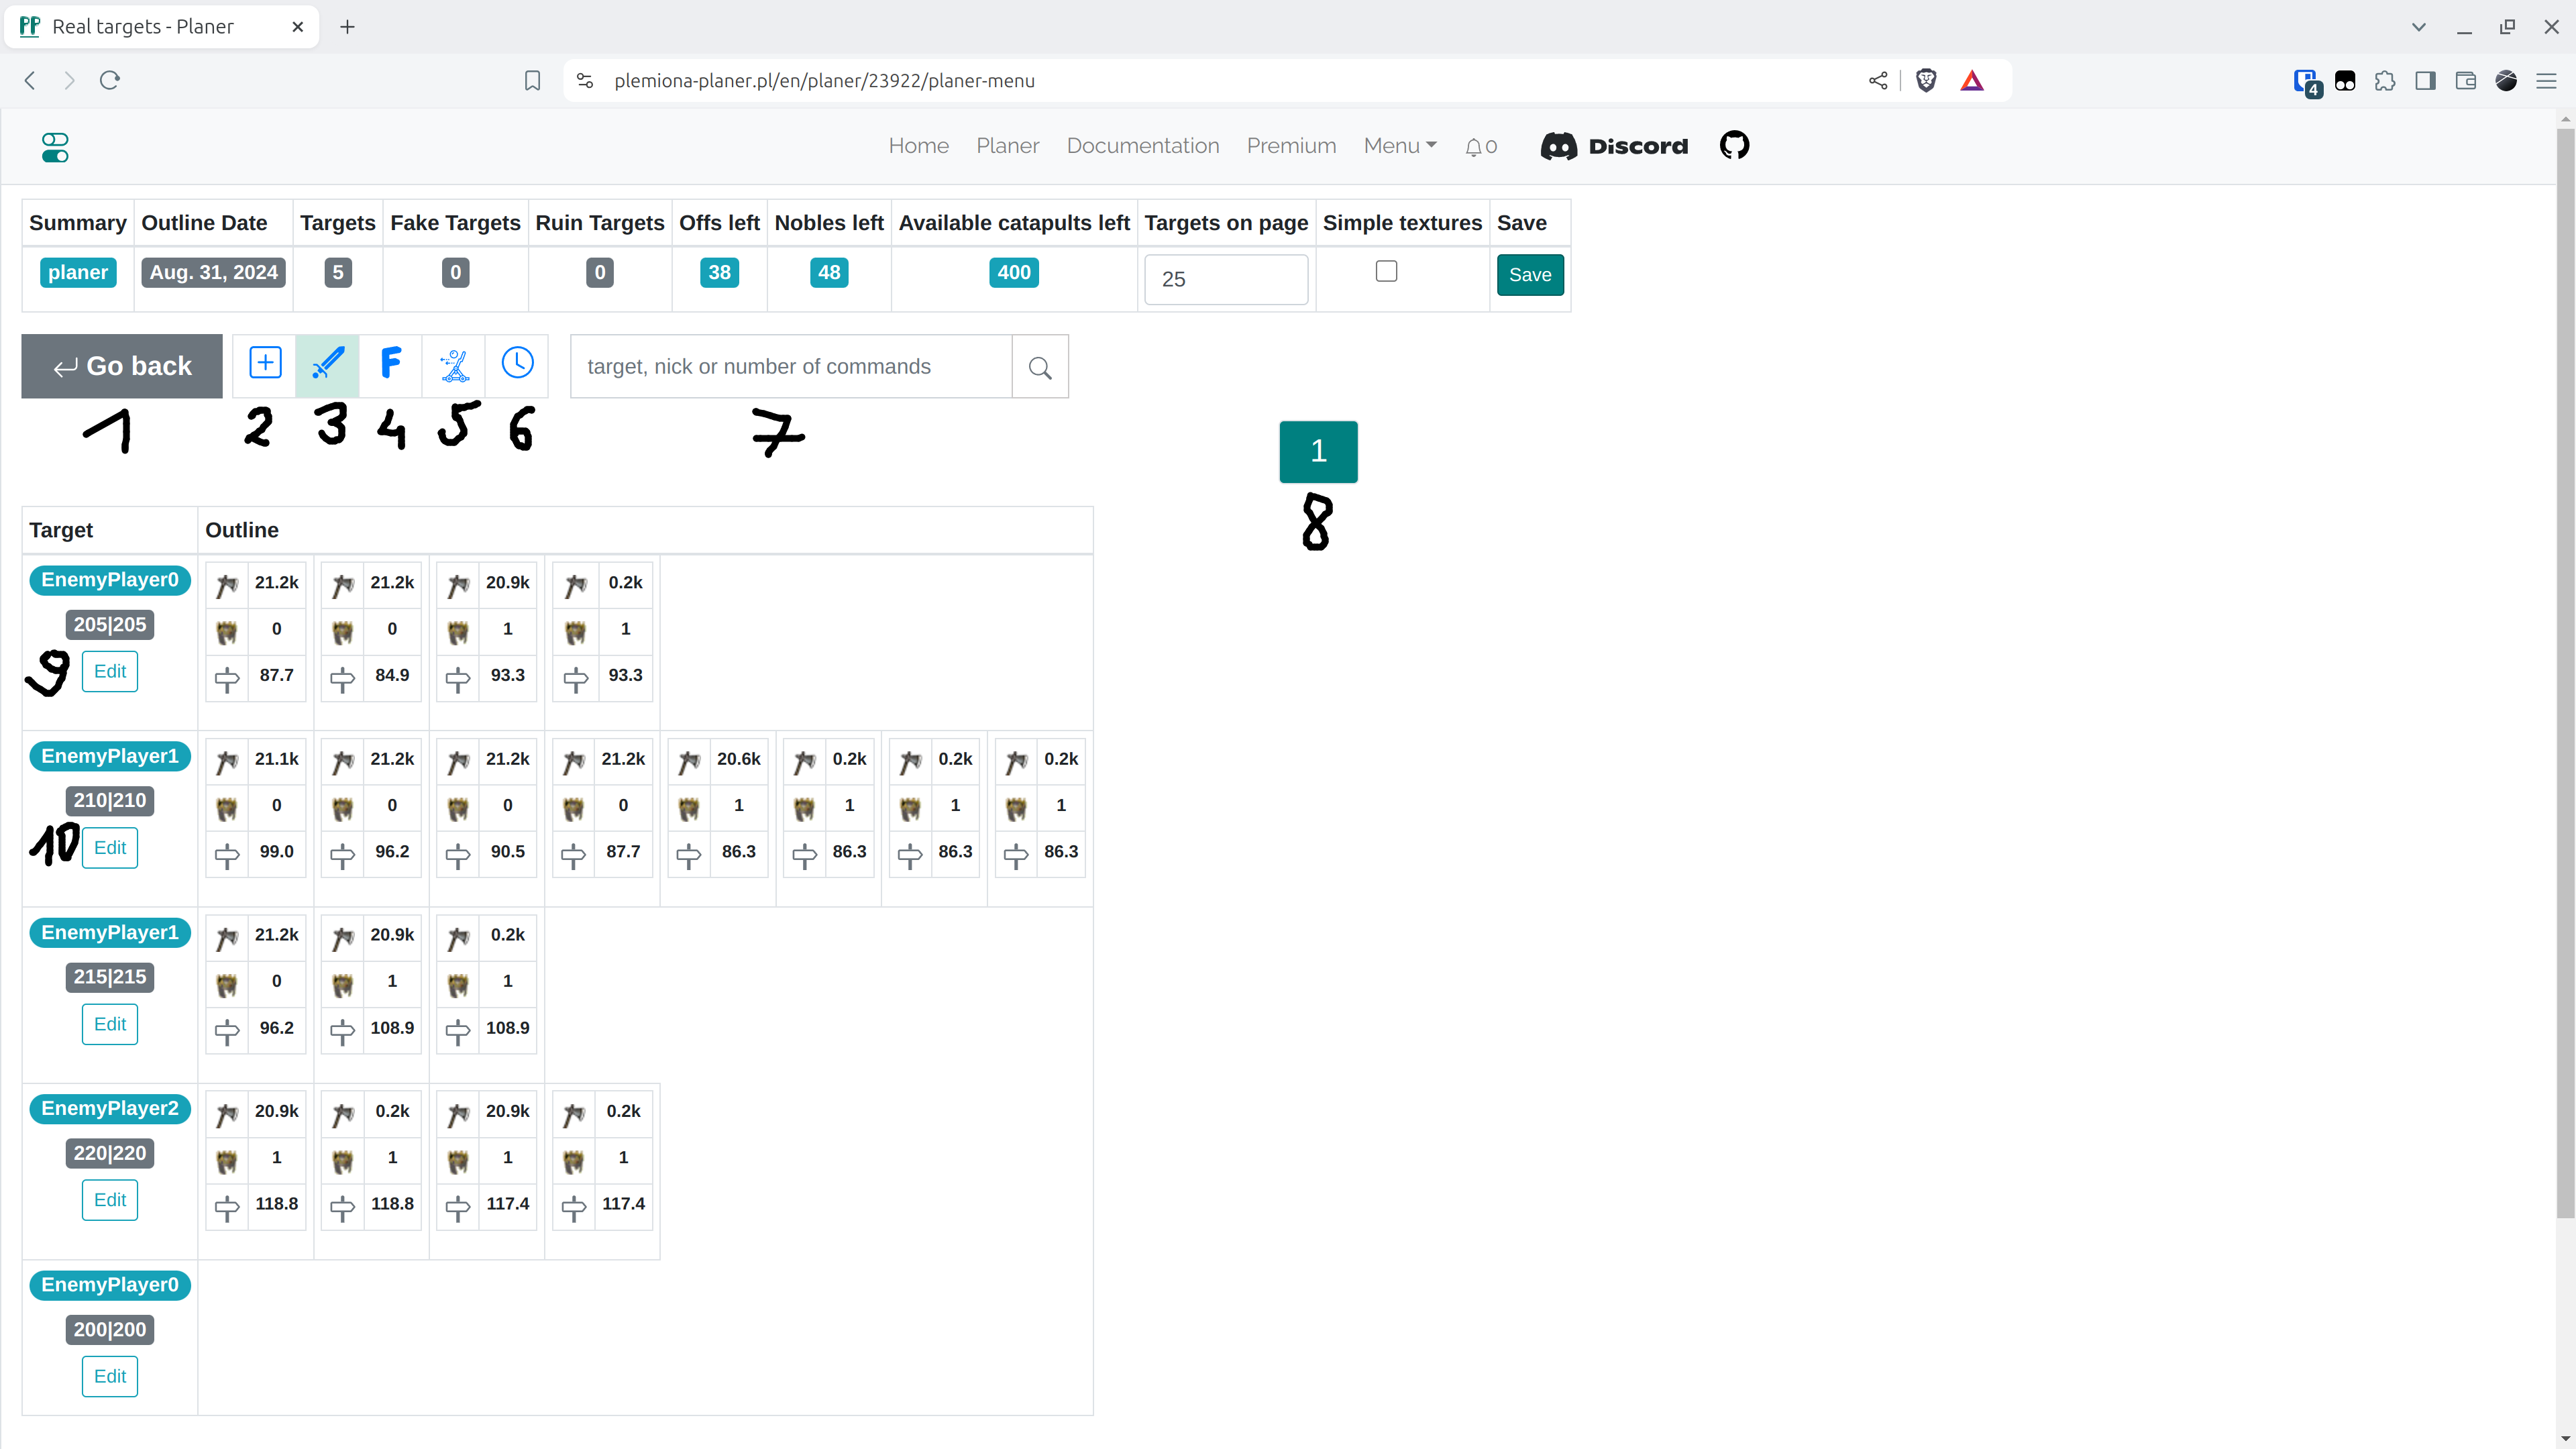 Real targets - Planer
plemiona-planer.pl/en/planer/23922/planer-menu
4
Home Planer Documentation Premium Menu 0 Discord
Summary Outline Date Targets Fake Targets Ruin Targets Offs left Nobles left Available catapults left Targets on page Simple textures Save
planer Aug. 31, 2024 5 0 0 38 48 400 25 Save
Go back F target, nick or number of commands
1 2 3 4 5 6 7
1
8
Target Outline
EnemyPlayer0 21.2k 21.2k 20.9k 0.2k
205|205 0 0 1 1
9 Edit 87.7 84.9 93.3 93.3
EnemyPlayer1 21.1k 21.2k 21.2k 21.2k 20.6k 0.2k 0.2k 0.2k
210|210 0 0 0 0 1 1 1 1
10 Edit 99.0 96.2 90.5 87.7 86.3 86.3 86.3 86.3
EnemyPlayer1 21.2k 20.9k 0.2k
215|215 0 1 1
Edit 96.2 108.9 108.9
EnemyPlayer2 20.9k 0.2k 20.9k 0.2k
220|220 1 1 1 1
Edit 118.8 118.8 117.4 117.4
EnemyPlayer0
200|200
Edit